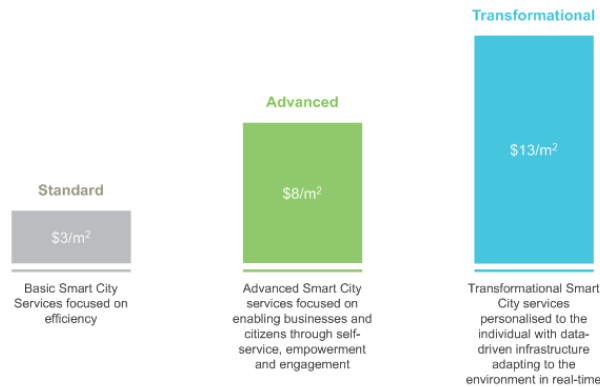 Standard
$3/m²
Basic Smart City
Services focused on
efficiency
Advanced
$8/m²
Advanced Smart City
services focused on
enabling businesses and
citizens through self-
service, empowerment
and engagement
Transformational
$13/m²
Transformational Smart
City services
personalised to the
individual with data-
driven infrastructure
adapting to the
environment in real-time